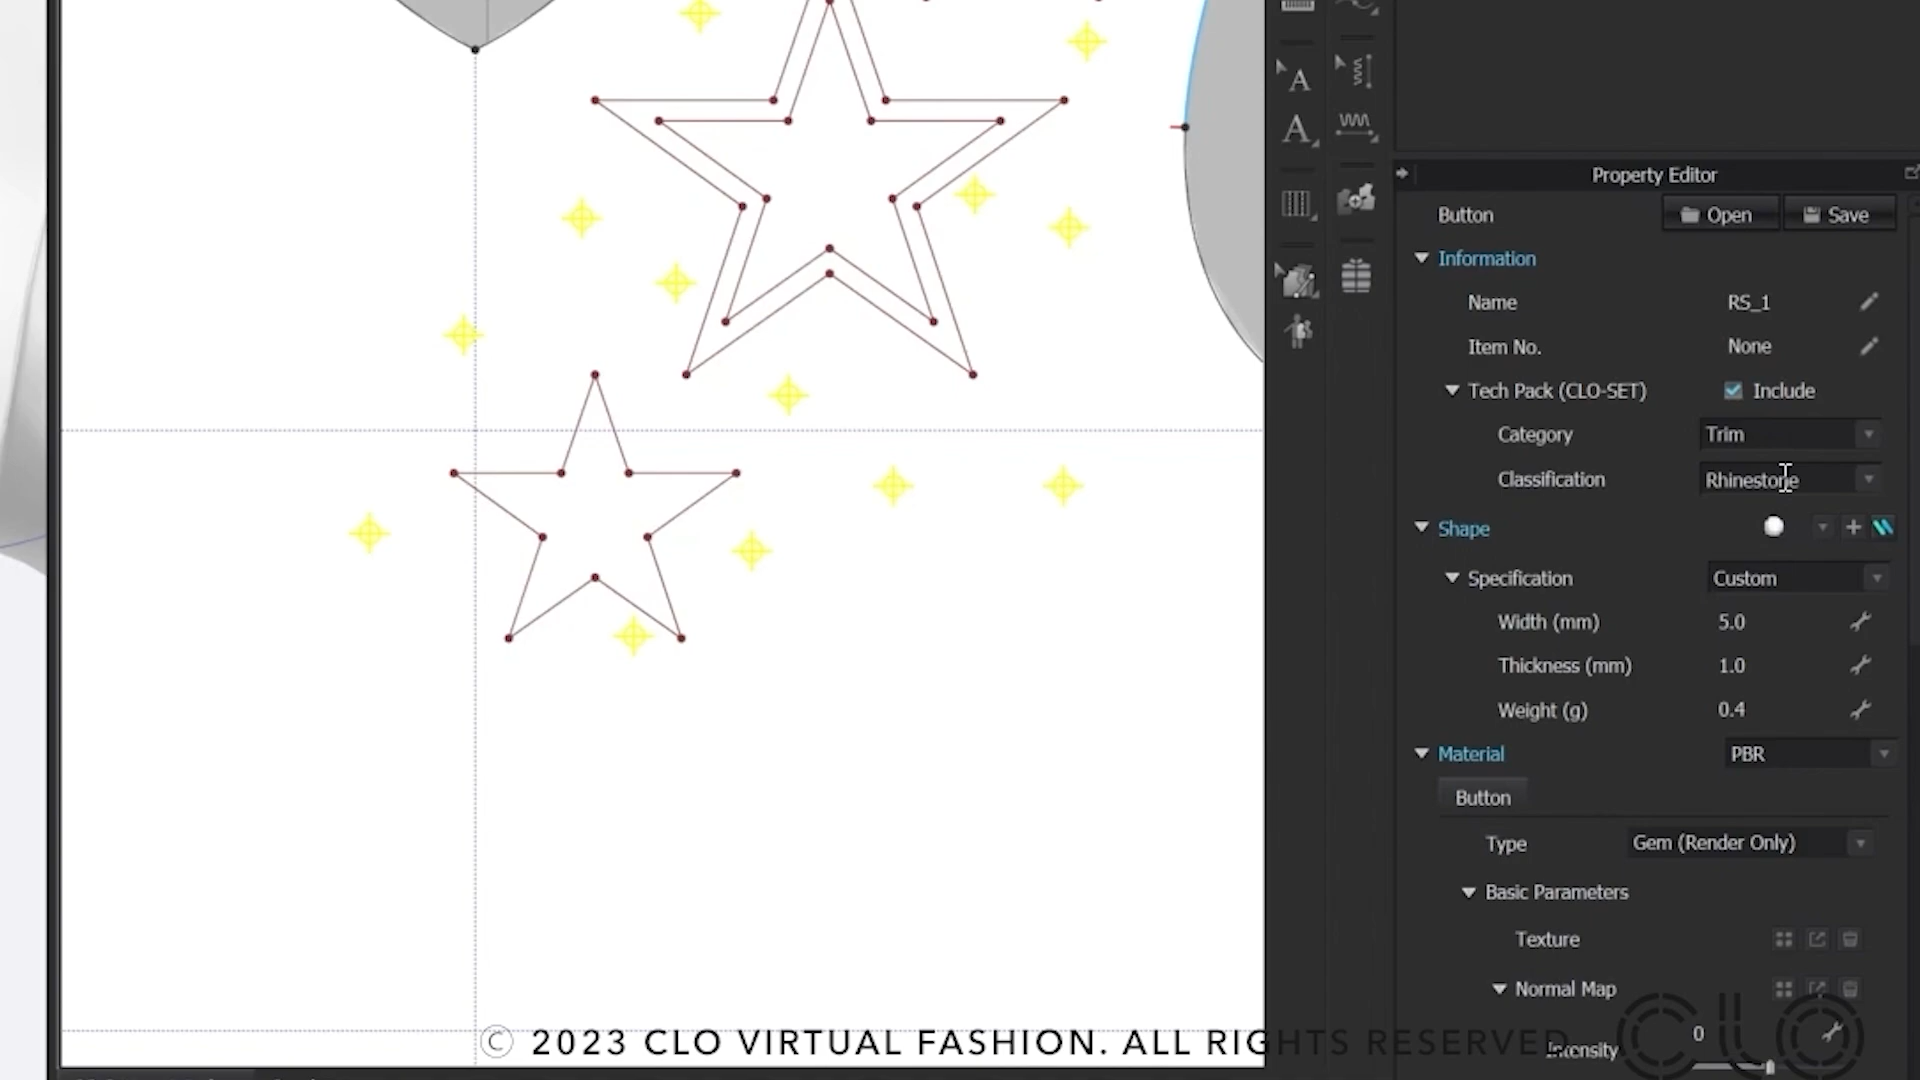 Property Editor
Button Open Save
Information
Name RS_1
Item No. None
Tech Pack (CLO-SET) Include
Category Trim
Classification Rhinestone
Shape
Specification Custom
Width (mm) 5.0
Thickness (mm) 1.0
Weight (g) 0.4
Material PBR
Button
Type Gem (Render Only)
Basic Parameters
Texture
Normal Map
Intensity 0
© 2023 CLO VIRTUAL FASHION. ALL RIGHTS RESERVED.
CLO